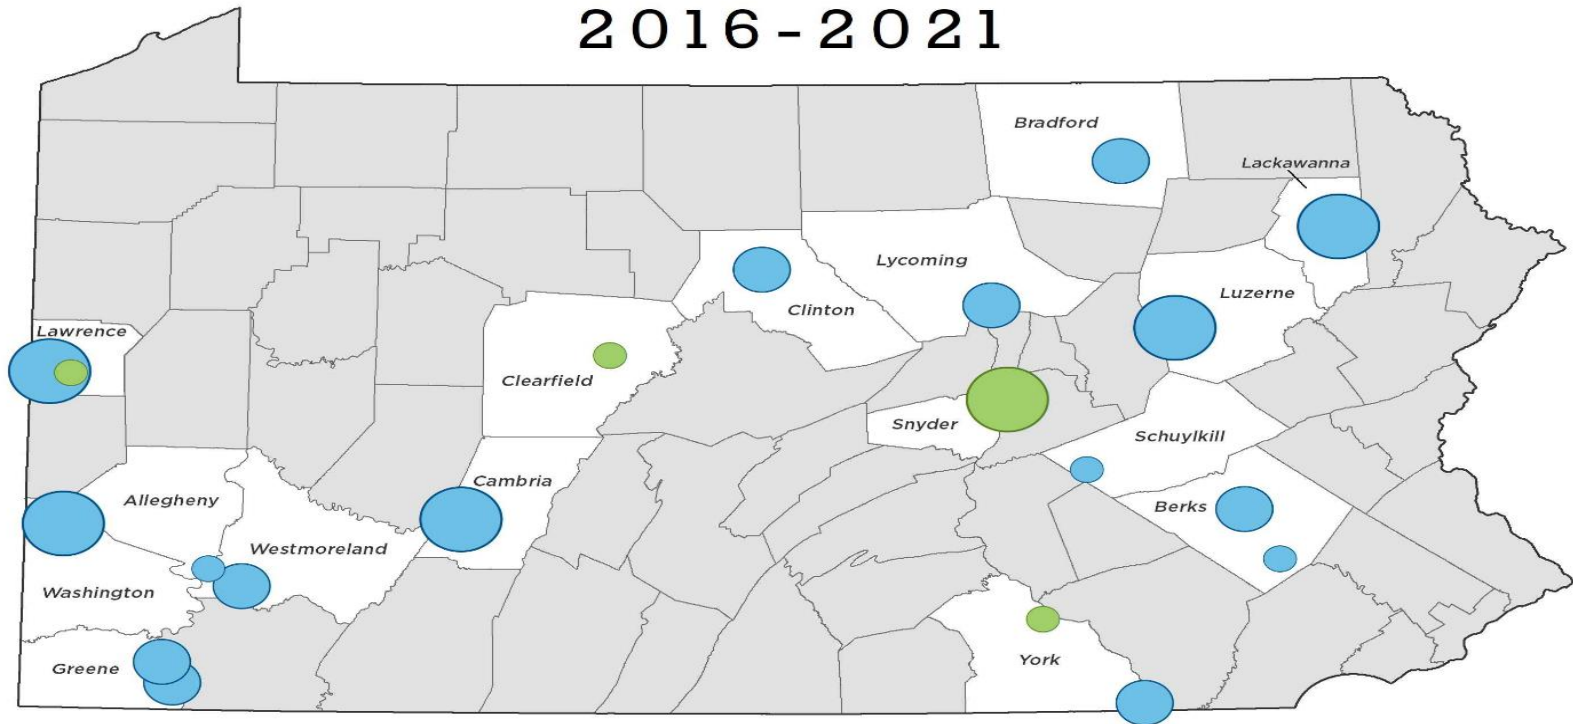 2016-2021
Bradford
Lackawanna
Lycoming
Luzerne
Clinton
Lawrence
Clearfield
Snyder
Schuylkill
Cambria
Allegheny
Berks
Westmoreland
Washington
York
Greene